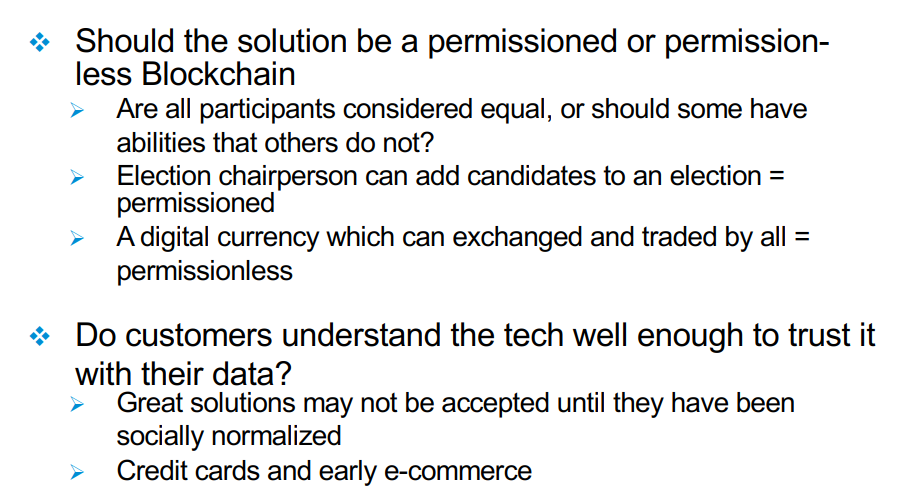 Should the solution be a permissioned or permission-
less Blockchain
Are all participants considered equal, or should some have
abilities that others do not?
Election chairperson can add candidates to an election =
permissioned
A digital currency which can exchanged and traded by all =
permissionless
Do customers understand the tech well enough to trust it
with their data?
Great solutions may not be accepted until they have been
socially normalized
Credit cards and early e-commerce